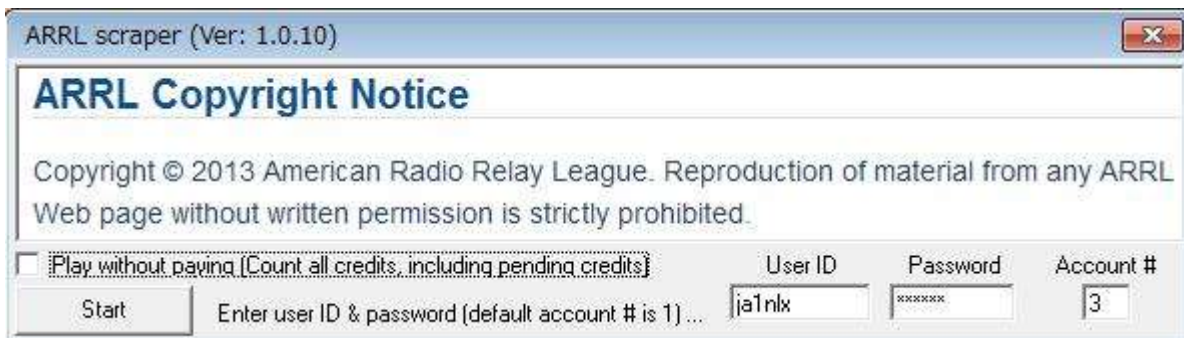 ARRL scraper (Ver: 1.0.10)
ARRL Copyright Notice
Copyright © 2013 American Radio Relay League. Reproduction of material from any ARRL
Web page without written permission is strictly prohibited.
Play without paying (Count all credits, including pending credits)
User ID Password Account #
Start Enter user ID & password (default account # is 1) ... ja1nlx ****** 3